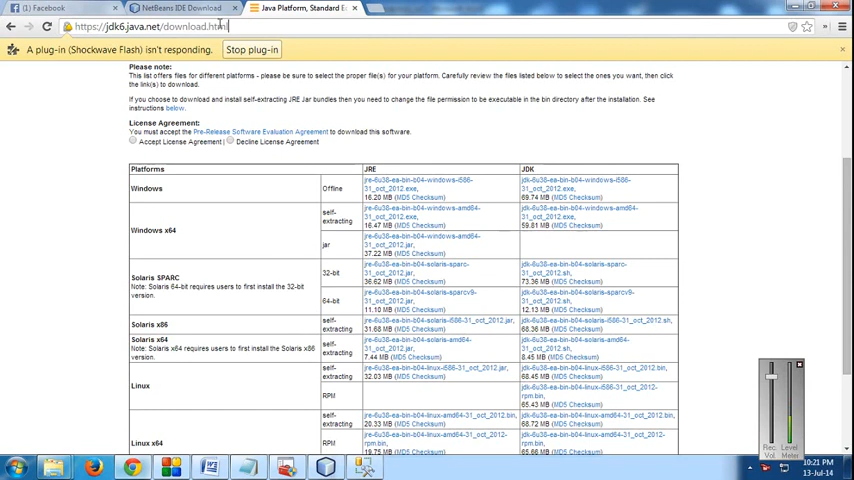 Facebook
NetBeans IDE Download
Java Platform, Standard E
https://jdk6.java.net/download.html
A plug-in (Shockwave Flash) isn't responding.
Stop plug-in
Please note:
This list offers files for different platforms - please be sure to select the proper file(s) for your platform. Carefully review the files listed below to select the ones you want, then click
the link(s) to download.
If you choose to download and install self-extracting JRE Jar bundles then you need to change the file permission to be executable in the bin directory after the installation. See
instructions below.
License Agreement:
You must accept the Pre-Release Software Evaluation Agreement to download this software.
Accept License Agreement | Decline License Agreement
Platforms
JRE
JDK
Windows
Offline
jre-6u38-ea-bin-b04-windows-i586-
31_oct_2012.exe,
16.20 MB (MD5 Checksum)
jdk-6u38-ea-bin-b04-windows-i586-
31_oct_2012.exe,
69.74 MB (MD5 Checksum)
Windows x64
self-
extracting
jre-6u38-ea-bin-b04-windows-amd64-
31_oct_2012.exe,
16.47 MB (MD5 Checksum)
jdk-6u38-ea-bin-b04-windows-amd64-
31_oct_2012.exe,
59.81 MB (MD5 Checksum)
jar
jre-6u38-ea-bin-b04-windows-amd64-
31_oct_2012.jar,
37.22 MB (MD5 Checksum)
Solaris SPARC
Note: Solaris 64-bit requires users to first install the 32-bit
version.
32-bit
jre-6u38-ea-bin-b04-solaris-sparc-
31_oct_2012.jar,
36.62 MB (MD5 Checksum)
jdk-6u38-ea-bin-b04-solaris-sparc-
31_oct_2012.sh,
73.36 MB (MD5 Checksum)
64-bit
jre-6u38-ea-bin-b04-solaris-sparcv9-
31_oct_2012.jar,
11.10 MB (MD5 Checksum)
jdk-6u38-ea-bin-b04-solaris-sparcv9-
31_oct_2012.sh,
12.13 MB (MD5 Checksum)
Solaris x86
self-
extracting
jre-6u38-ea-bin-b04-solaris-i586-31_oct_2012.jar,
31.68 MB (MD5 Checksum)
jdk-6u38-ea-bin-b04-solaris-i586-31_oct_2012.sh,
68.36 MB (MD5 Checksum)
Solaris x64
Note: Solaris x64 requires users to first install the Solaris x86
version.
self-
extracting
jre-6u38-ea-bin-b04-solaris-amd64-
31_oct_2012.jar,
7.44 MB (MD5 Checksum)
jdk-6u38-ea-bin-b04-solaris-amd64-
31_oct_2012.sh,
8.45 MB (MD5 Checksum)
Linux
self-
extracting
jre-6u38-ea-bin-b04-linux-i586-31_oct_2012.jar,
32.03 MB (MD5 Checksum)
jdk-6u38-ea-bin-b04-linux-i586-31_oct_2012.bin,
68.45 MB (MD5 Checksum)
RPM
jdk-6u38-ea-bin-b04-linux-i586-31_oct_2012-
rpm.bin,
65.43 MB (MD5 Checksum)
Linux x64
self-
extracting
jre-6u38-ea-bin-b04-linux-amd64-31_oct_2012.bin,
20.33 MB (MD5 Checksum)
jdk-6u38-ea-bin-b04-linux-amd64-31_oct_2012.bin,
68.72 MB (MD5 Checksum)
RPM
jre-6u38-ea-bin-b04-linux-amd64-31_oct_2012-
rpm.bin,
19.75 MB (MD5 Checksum)
jdk-6u38-ea-bin-b04-linux-amd64-31_oct_2012-
rpm.bin,
65.66 MB (MD5 Checksum)
Rec. Level
Vol Meter
10:21 PM
13-Jul-14